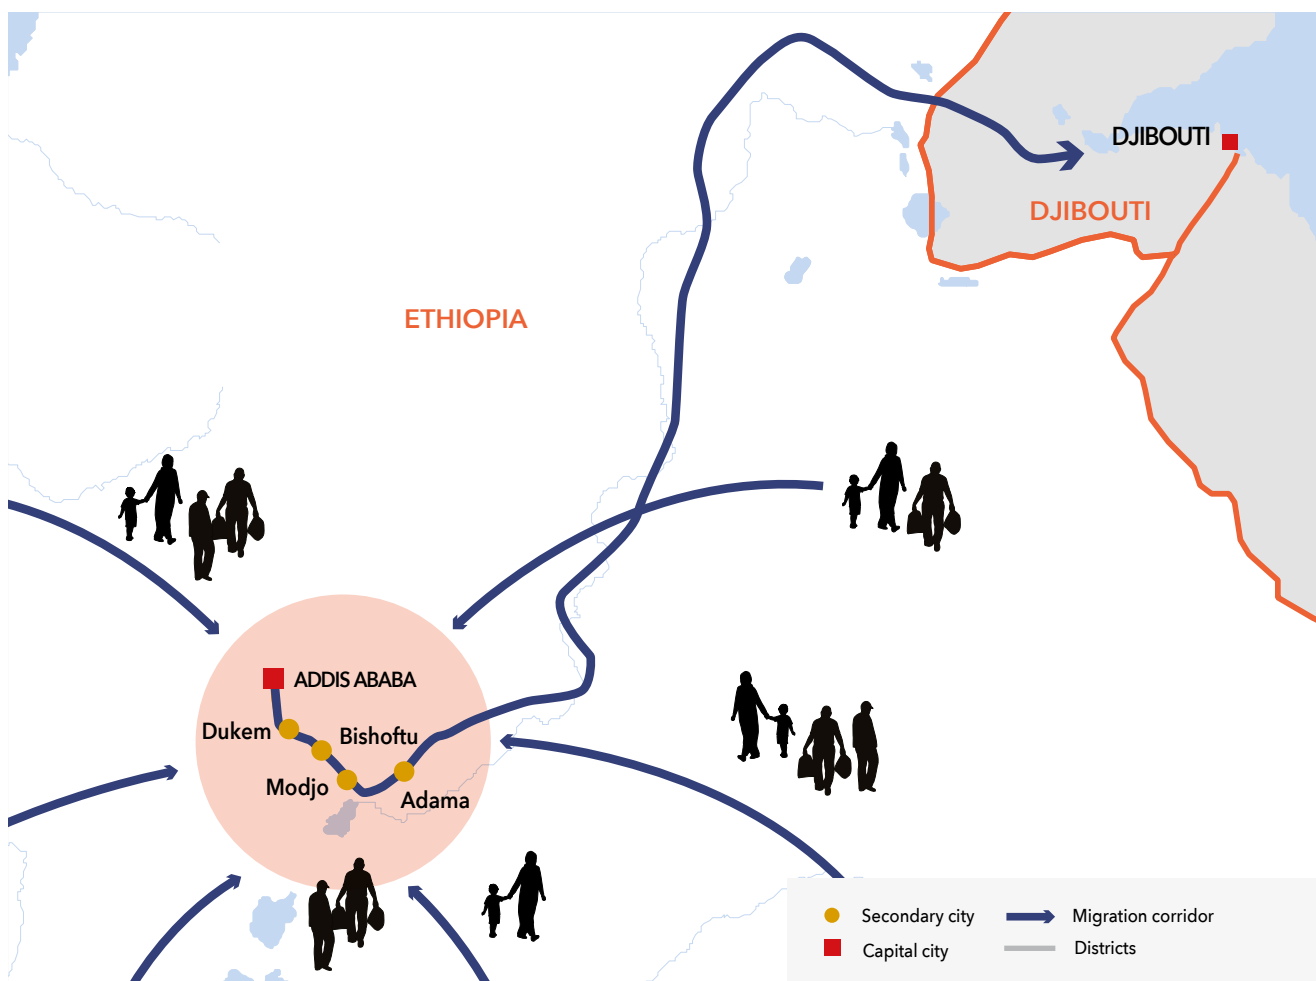 DJIBOUTI
DJIBOUTI
ETHIOPIA
ADDIS ABABA
Dukem
Bishoftu
Modjo
Adama
Secondary city
Migration corridor
Capital city
Districts